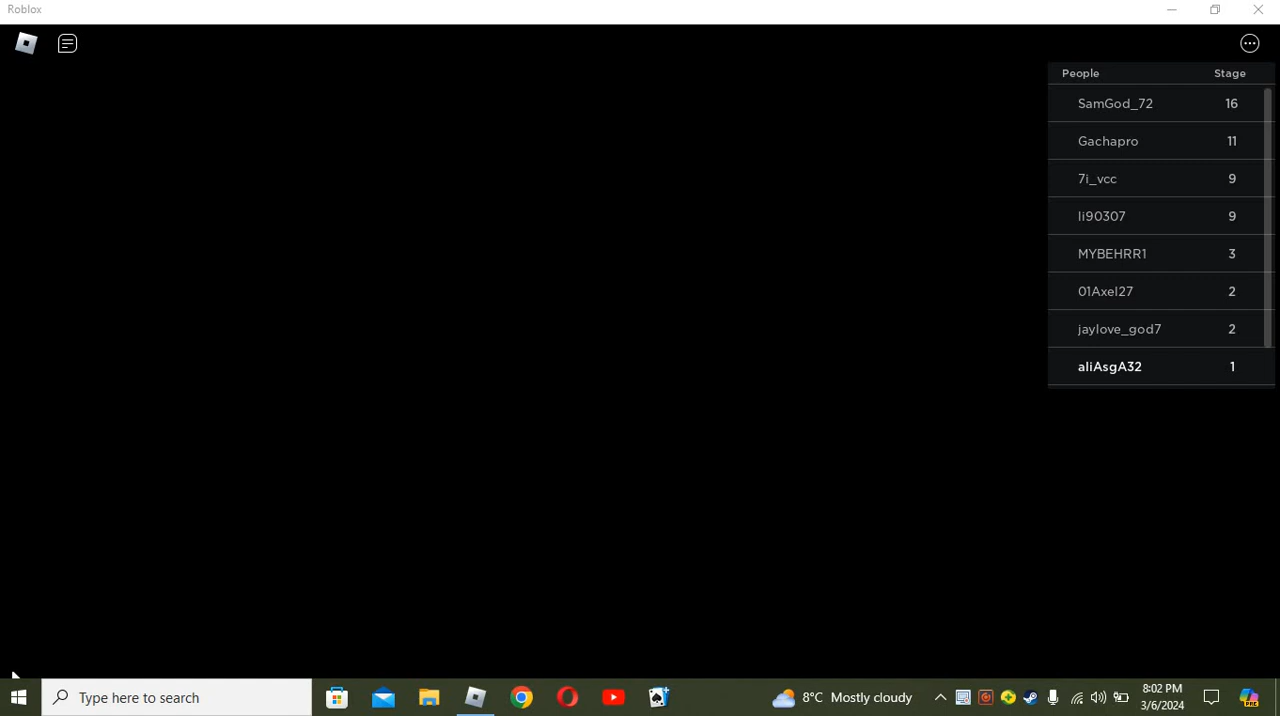 Roblox
People Stage
SamGod_72 16
Gachapro 11
7i_vcc 9
li90307 9
MYBEHRR1 3
01Axel27 2
jaylove_god7 2
aliAsgA32 1
Type here to search
8°C Mostly cloudy
8:02 PM
3/6/2024
PRE